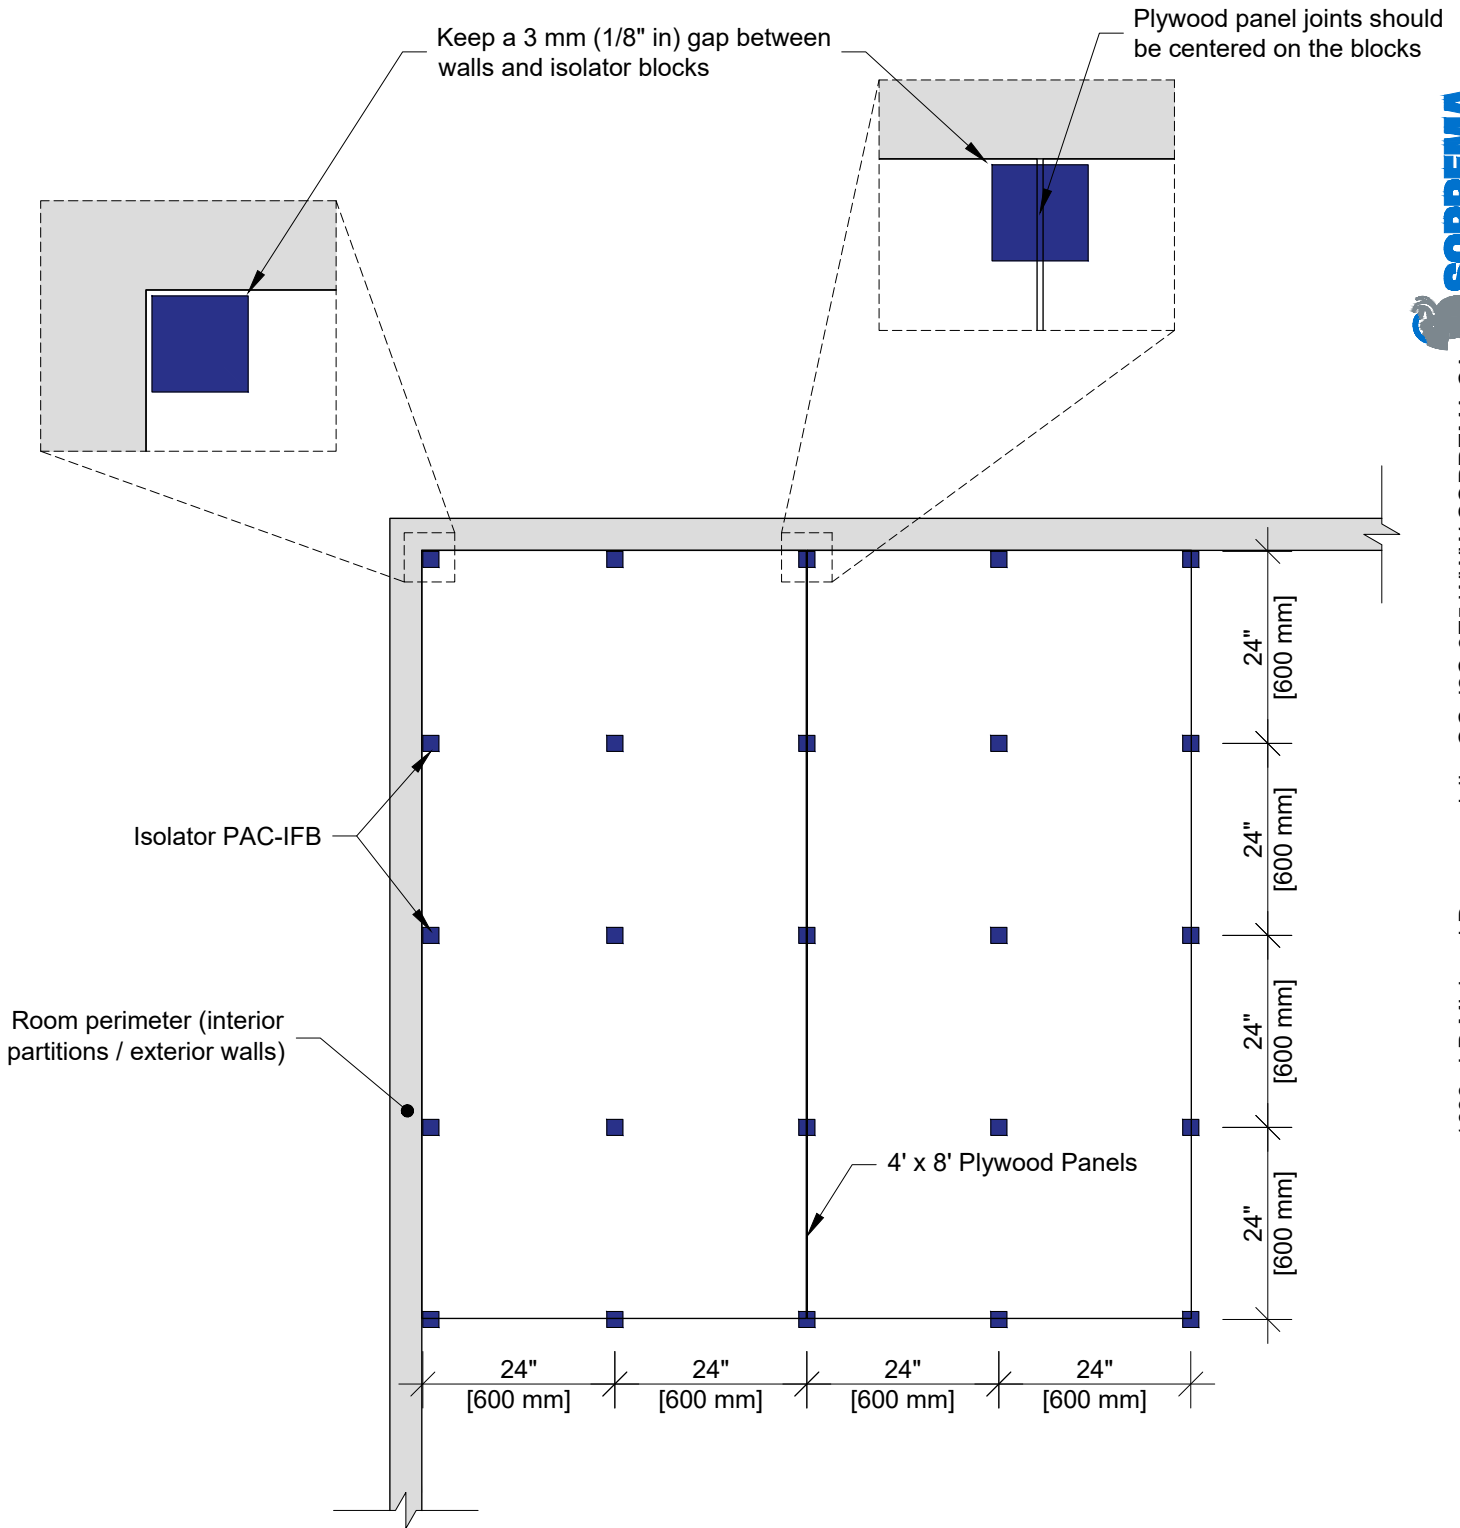 Keep a 3 mm (1/8" in) gap between
walls and isolator blocks
Plywood panel joints should
be centered on the blocks
SOPREMA
24"
[600 mm]
24"
[600 mm]
Isolator PAC-IFB
24"
[600 mm]
Room perimeter (interior
partitions / exterior walls)
4' x 8' Plywood Panels
24"
[600 mm]
24"
[600 mm]
24"
[600 mm]
24"
[600 mm]
24"
[600 mm]